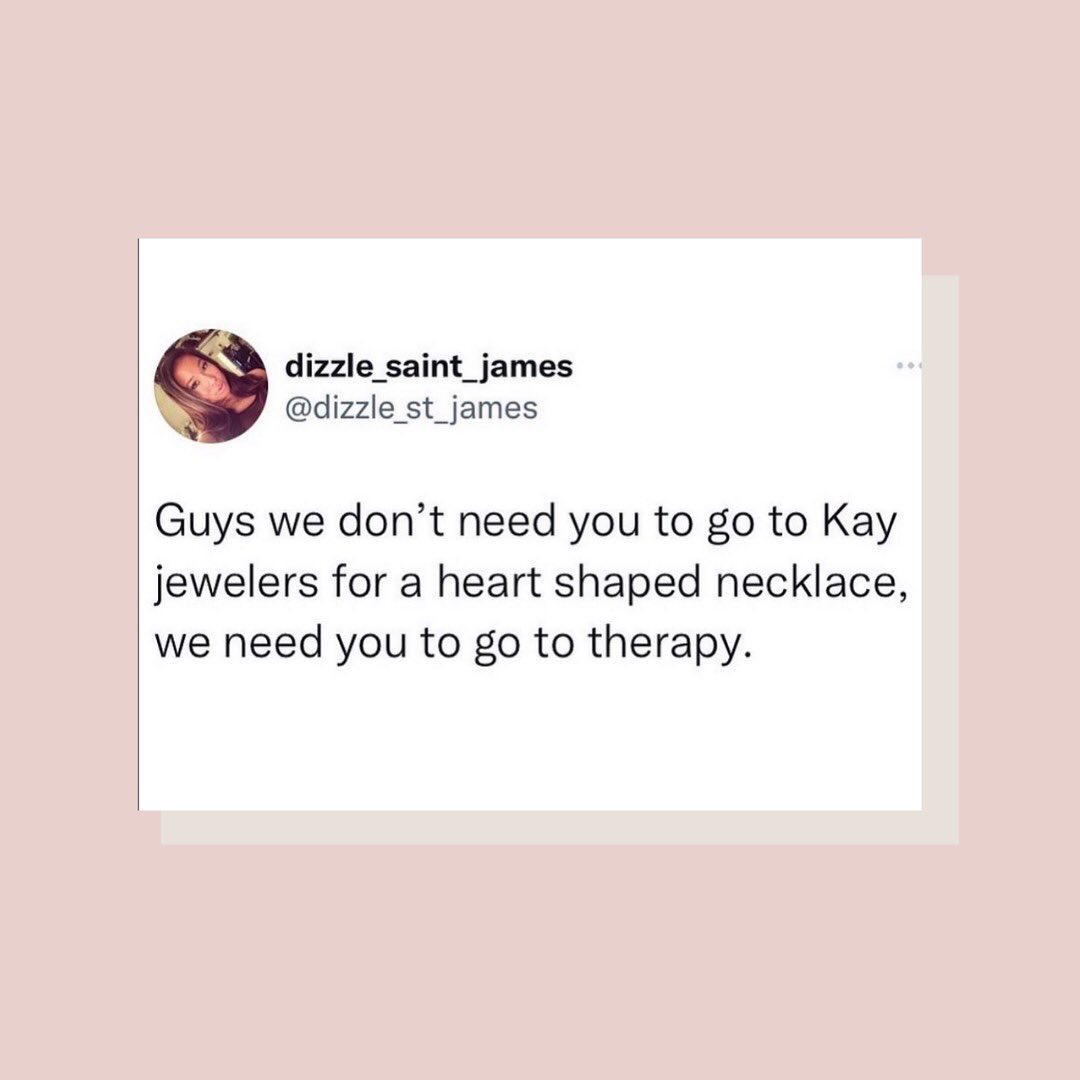 dizzle_saint_james
@dizzle_st_james
Guys we don’t need you to go to Kay
jewelers for a heart shaped necklace,
we need you to go to therapy.